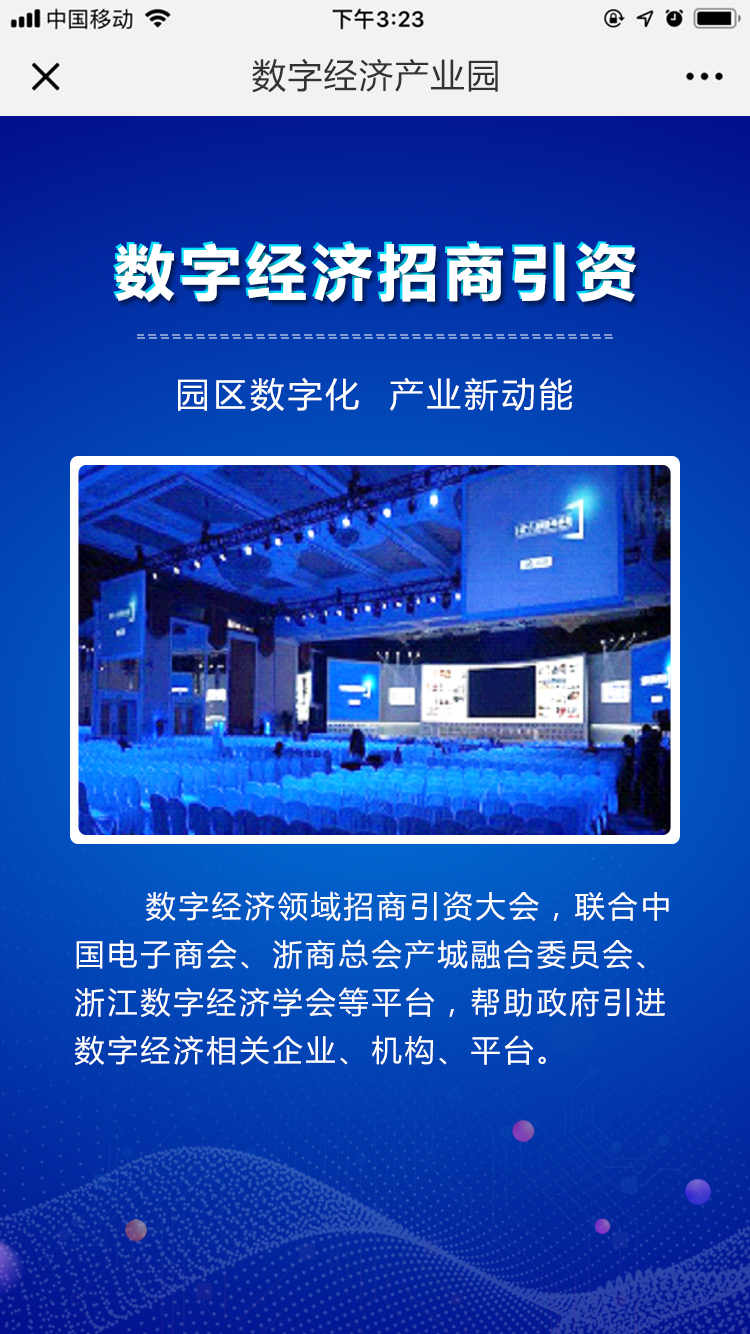 中国移动
下午3:23
数字经济产业园
数字经济招商引资
园区数字化 产业新动能
数字经济领域招商引资大会，联合中
国电子商会、浙商总会产城融合委员会、
浙江数字经济学会等平台，帮助政府引进
数字经济相关企业、机构、平台。